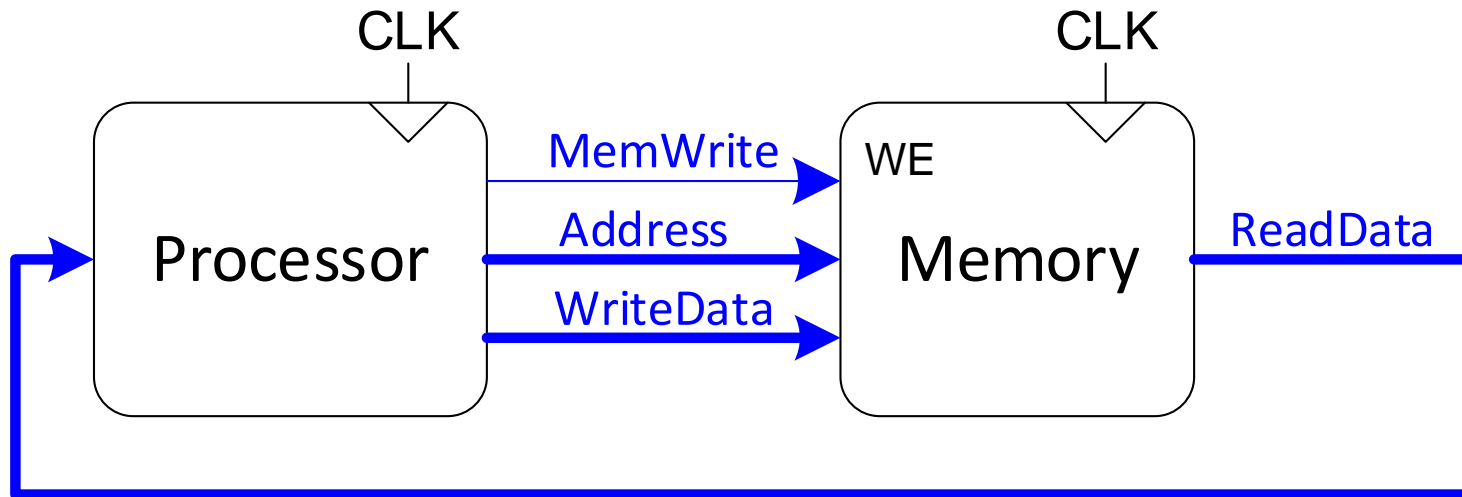 CLK
CLK
MemWrite
WE
Address
ReadData
Processor
Memory
WriteData